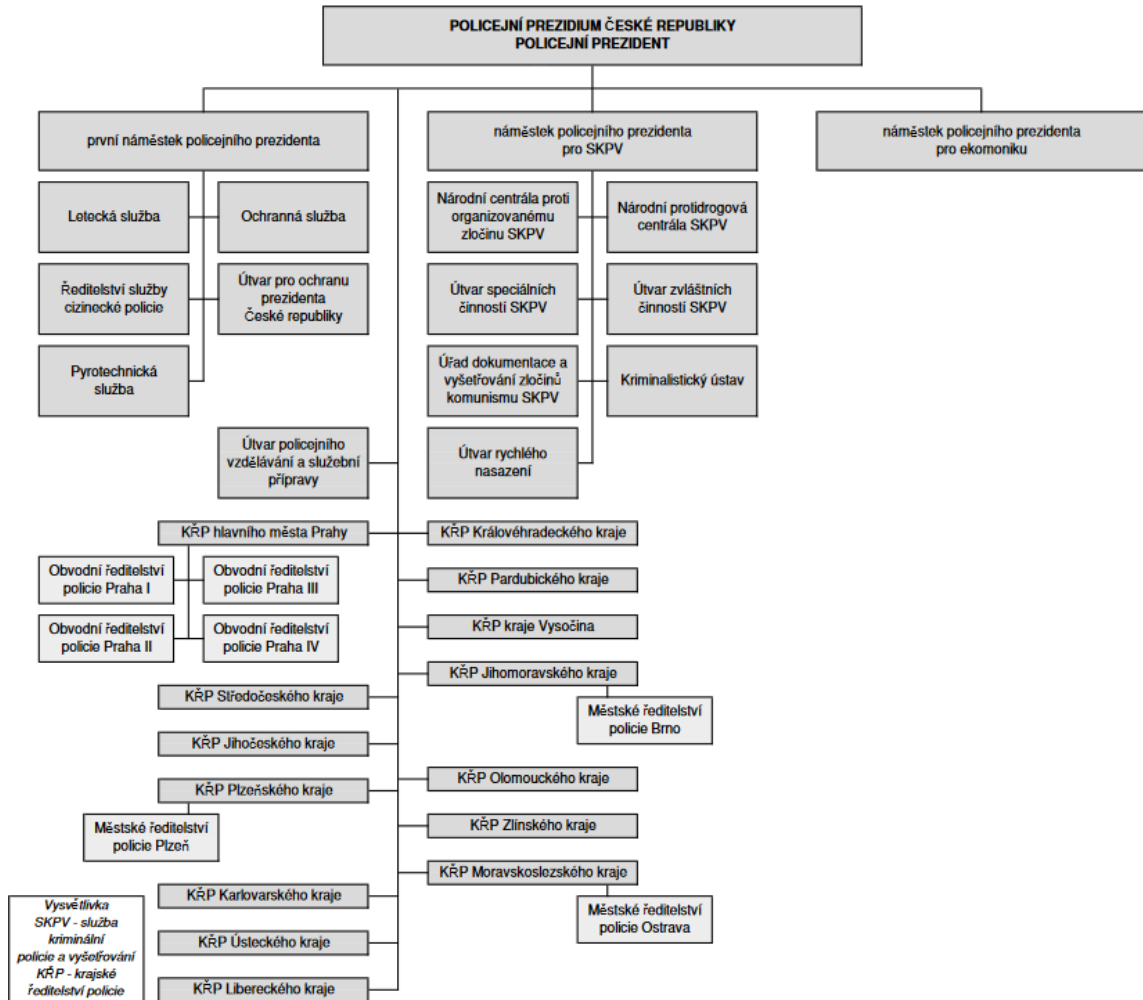 POLICEJNÍ PREZIDIUM ČESKÉ REPUBLIKY
POLICEJNÍ PREZIDENT
první náměstek policejního prezidenta
náměstek policejního prezidenta
pro SKPV
náměstek policejního prezidenta
pro ekomoniku
Letecká služba
Ochranná služba
Národní centrála proti
organizovanému
zločinu SKPV
Národní protidrogová
centrála SKPV
Ředitelství služby
cizinecké policie
Útvar pro ochranu
prezidenta
České republiky
Útvar speciálních
činností SKPV
Útvar zvláštních
činností SKPV
Pyrotechnická
služba
Úřad dokumentace a
vyšetřování zločinů
komunismu SKPV
Kriminalistický ústav
Útvar policejního
vzdělávání a služební
přípravy
Útvar rychlého
nasazení
KŘP hlavního města Prahy
KŘP Královéhradeckého kraje
Obvodní ředitelství
policie Praha I
Obvodní ředitelství
policie Praha III
KŘP Pardubického kraje
Obvodní ředitelství
policie Praha II
Obvodní ředitelství
policie Praha IV
KŘP kraje Vysočina
KŘP Jihomoravského kraje
Městské ředitelství
policie Brno
KŘP Středočeského kraje
KŘP Jihočeského kraje
KŘP Olomouckého kraje
KŘP Plzeňského kraje
Městské ředitelství
policie Plzeň
KŘP Zlínského kraje
KŘP Moravskoslezského kraje
Městské ředitelství
policie Ostrava
KŘP Karlovarského kraje
KŘP Ústeckého kraje
KŘP Libereckého kraje
Vysvětlivka
SKPV - služba
kriminální
policie a vyšetřování
KŘP - krajské
ředitelství policie